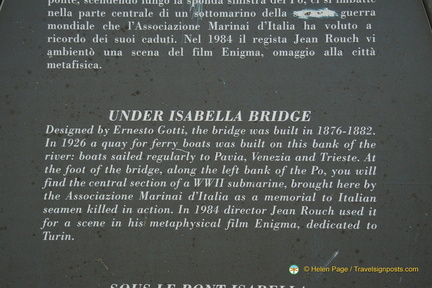 ponte, scendendo lungo la sponda sinistra del Po, ci si imbatte
nella parte centrale di un sottomarino della guerra
mondiale che l'Associazione Marinai d'Italia ha voluto a
ricordo dei suoi caduti. Nel 1984 il regista Jean Rouch vi
ambientò una scena del film Enigma, omaggio alla città
metafisica.
UNDER ISABELLA BRIDGE
Designed by Ernesto Gotti, the bridge was built in 1876-1882.
In 1926 a quay for ferry boats was built on this bank of the
river: boats sailed regularly to Pavia, Venezia and Trieste. At
the foot of the bridge, along the left bank of the Po, you will
find the central section of a WWII submarine, brought here by
the Associazione Marinai d'Italia as a memorial to Italian
seamen killed in action. In 1984 director Jean Rouch used it
for a scene in his metaphysical film Enigma, dedicated to
Turin.
SOUS LE PONT ISABELLA
© Helen Page / Travelsignposts.com